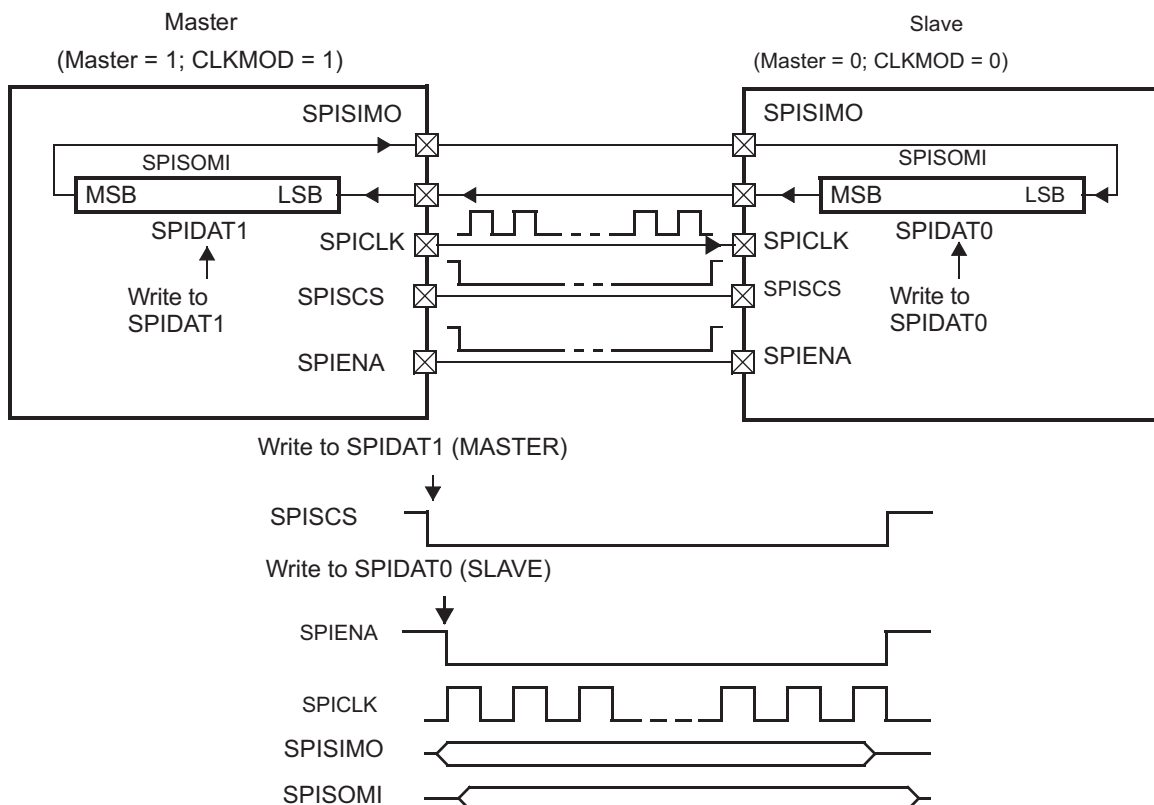 Master
(Master = 1; CLKMOD = 1)
Slave
(Master = 0; CLKMOD = 0)
SPISIMO
SPISIMO
SPISOMI
SPISOMI
MSB LSB
MSB LSB
SPIDAT1
SPICLK
SPICLK
SPIDAT0
Write to
SPIDAT1
SPISCS
SPISCS
Write to
SPIDAT0
SPIENA
SPIENA
Write to SPIDAT1 (MASTER)
SPISCS
Write to SPIDAT0 (SLAVE)
SPIENA
SPICLK
SPISIMO
SPISOMI